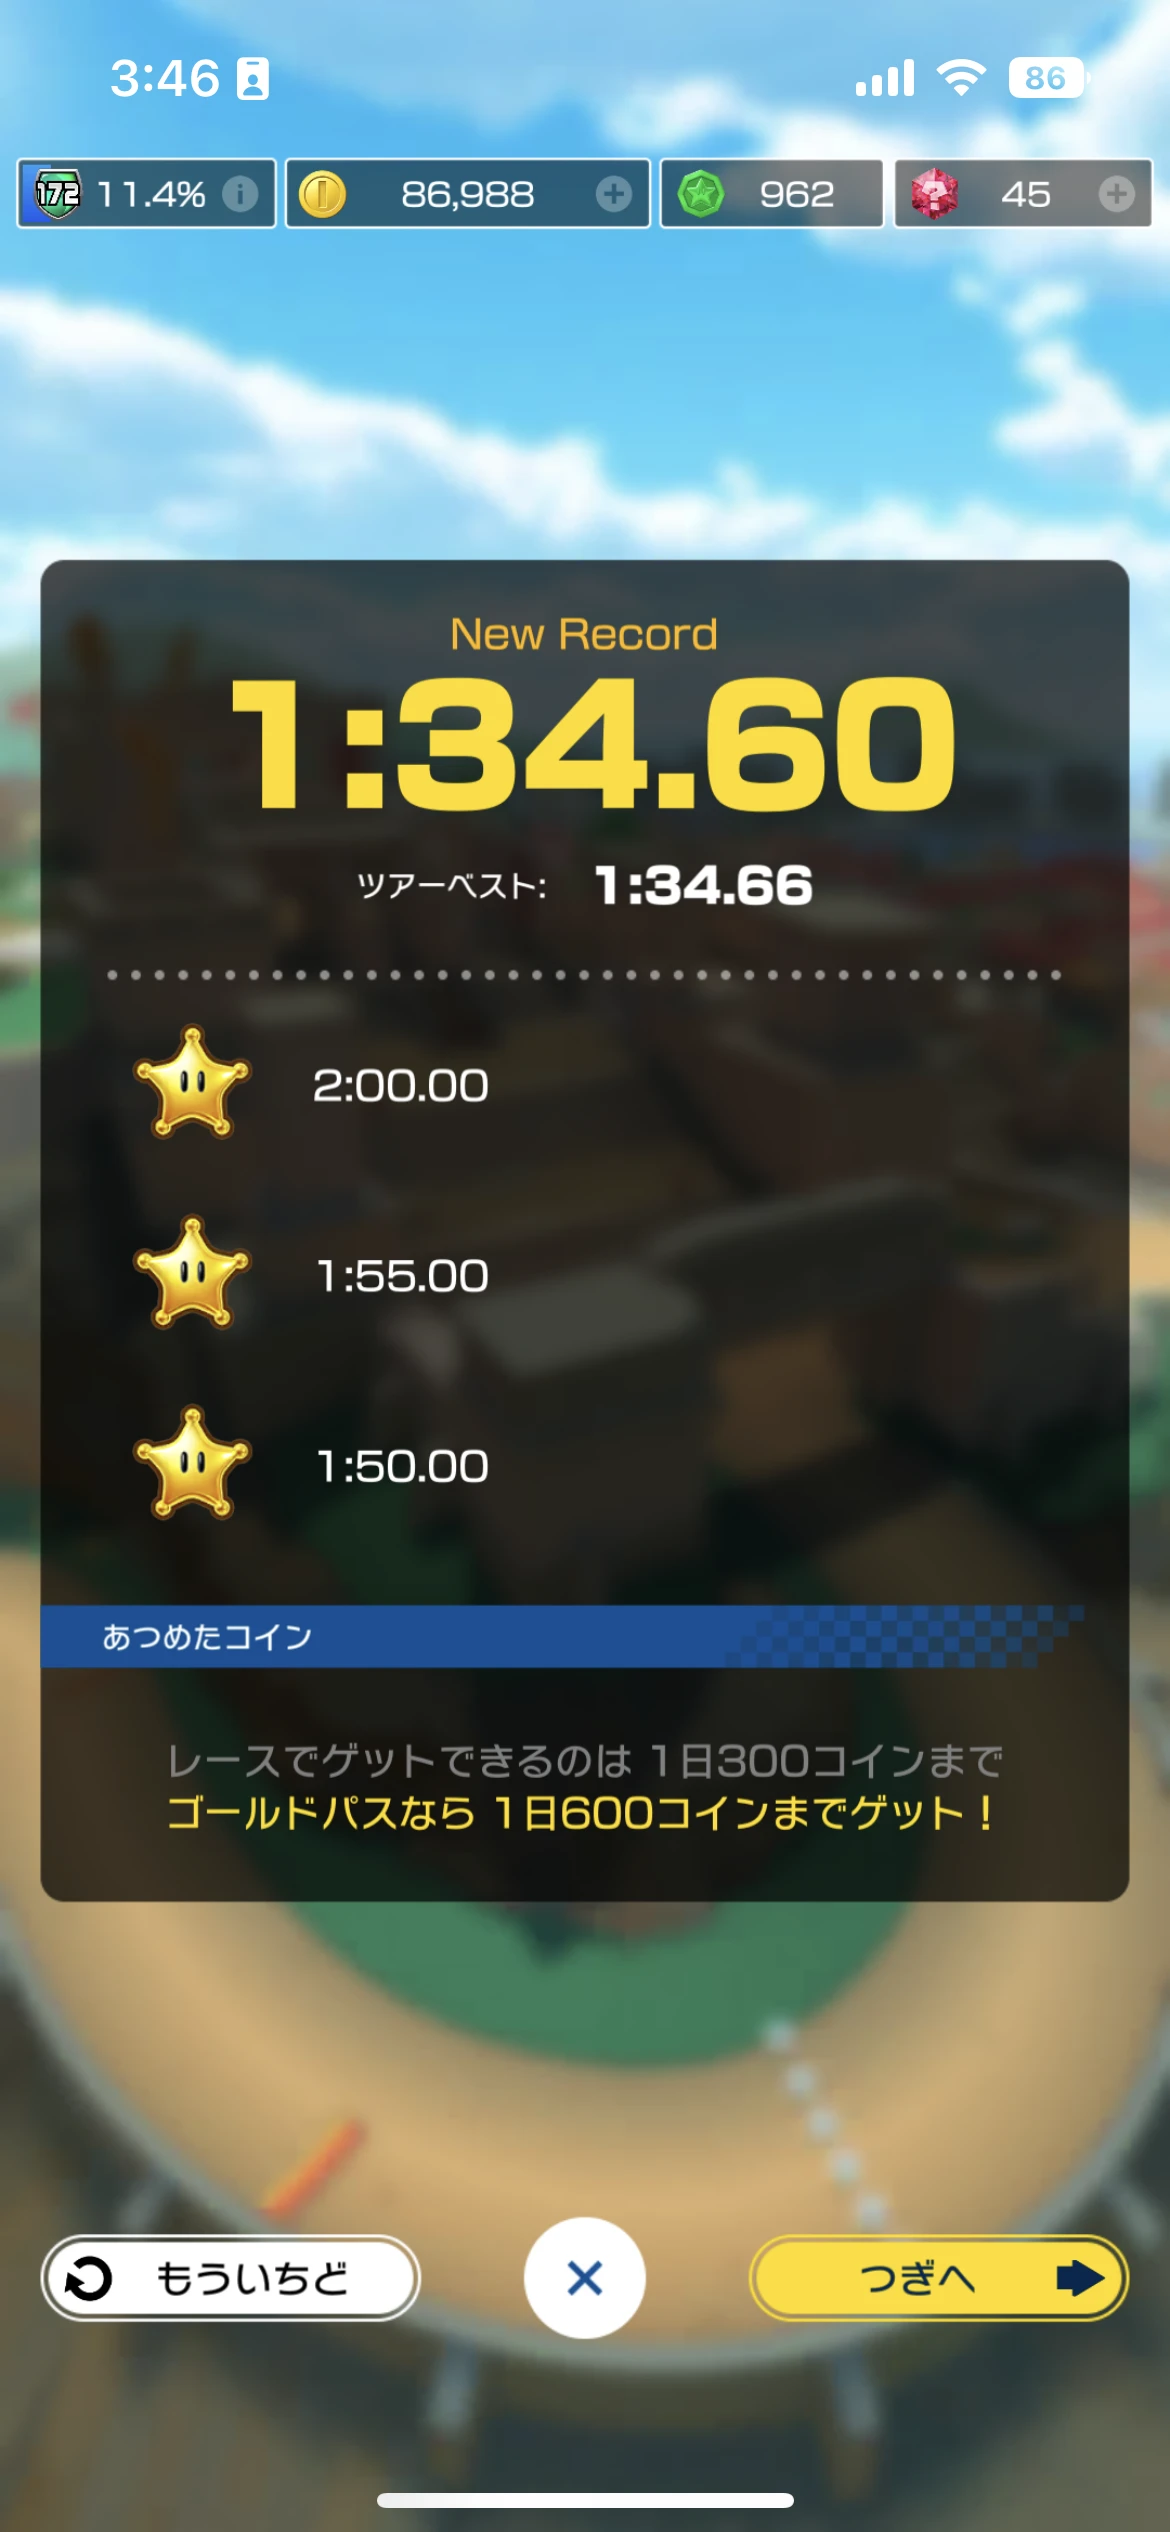 3:46
86
172 11.4%
86,988
962
45
New Record
1:34.60
ツアーベスト: 1:34.66
2:00.00
1:55.00
1:50.00
あつめたコイン
レースでゲットできるのは 1日300コインまで
ゴールドパスなら 1日600コインまでゲット!
もういちど
つぎへ